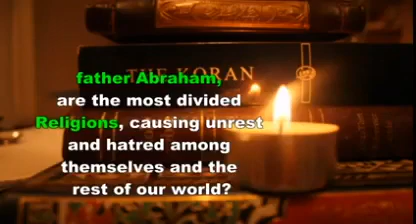 THE KORAN
father Abraham,
are the most divided
Religions, causing unrest
and hatred among
themselves and the
rest of our world?